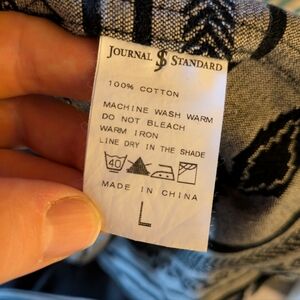 JOURNAL S STANDARD
100% COTTON
MACHINE WASH WARM
DO NOT BLEACH
WARM IRON
LINE DRY IN THE SHADE
40
MADE IN CHINA
L